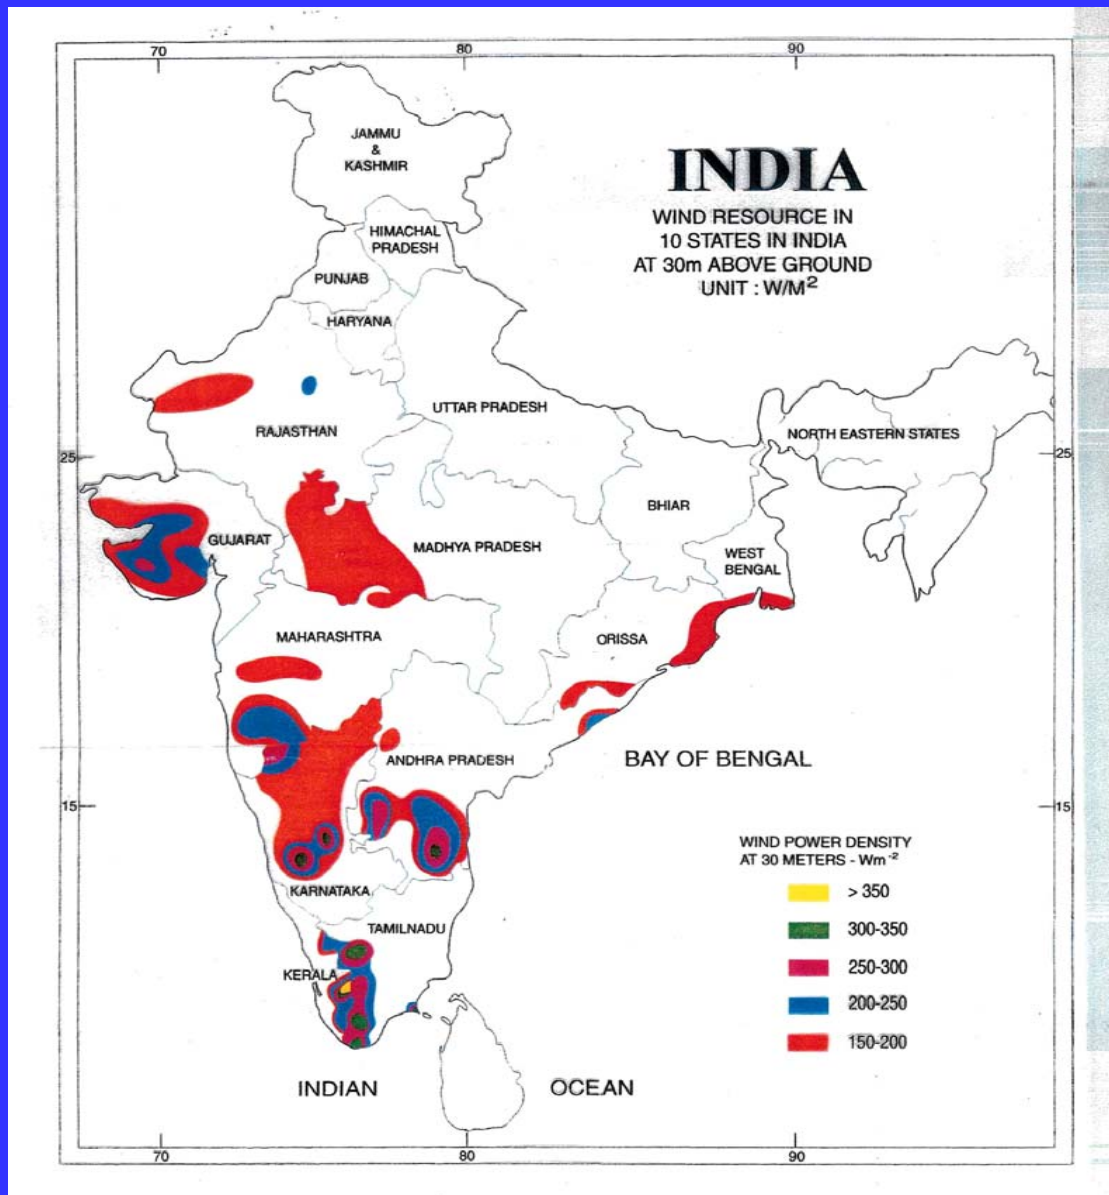 70
80
90
JAMMU
&
KASHMIR
INDIA
WIND RESOURCE IN
10 STATES IN INDIA
AT 30m ABOVE GROUND
UNIT : W/M²
HIMACHAL
PRADESH
PUNJAB
HARYANA
UTTAR PRADESH
RAJASTHAN
NORTH EASTERN STATES
25
25
BHIAR
GUJARAT
MADHYA PRADESH
WEST
BENGAL
MAHARASHTRA
ORISSA
ANDHRA PRADESH
BAY OF BENGAL
15
15
WIND POWER DENSITY
AT 30 METERS - Wm⁻²
> 350
300-350
250-300
200-250
150-200
KARNATAKA
TAMILNADU
KERALA
INDIAN
OCEAN
70
80
90